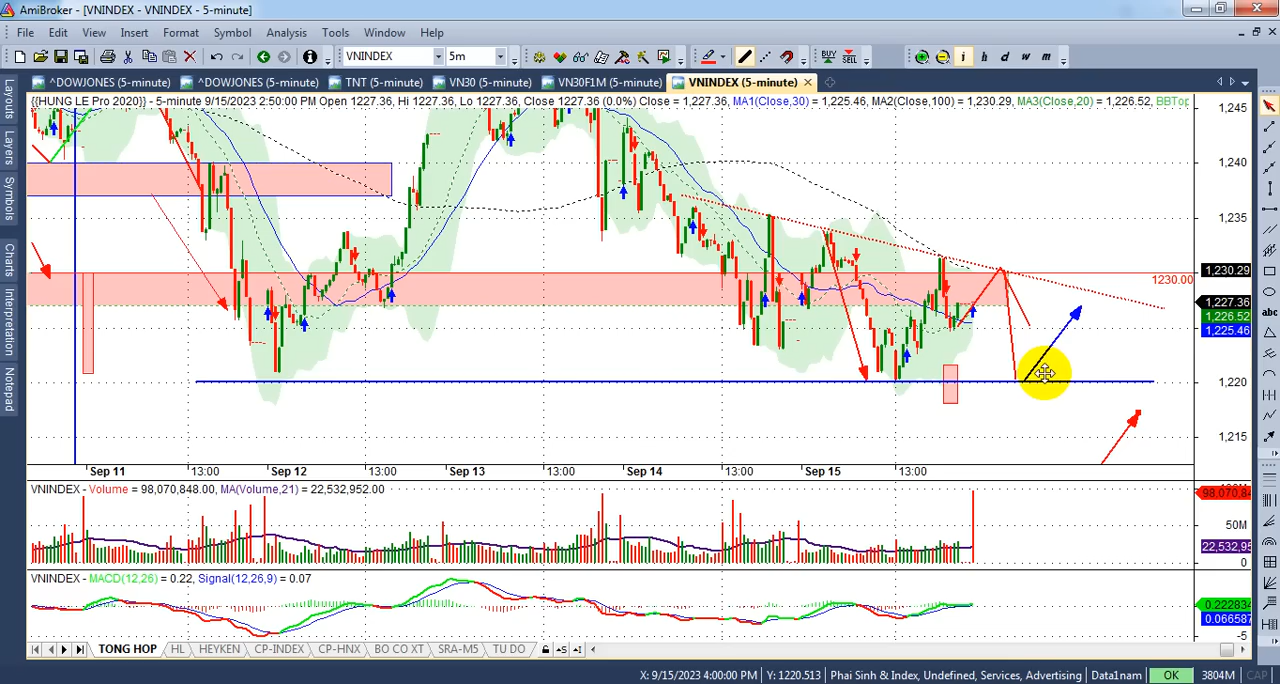 AmiBroker - [VNINDEX - VNINDEX - 5-minute]
File Edit View Insert Format Symbol Analysis Tools Window Help
VNINDEX 5m BUY SELL i h d w m
^DOWJONES (5-minute) ^DOWJONES (5-minute) TNT (5-minute) VN30 (5-minute) VN30F1M (5-minute) VNINDEX (5-minute)
{{HUNG LE Pro 2020}} - 5-minute 9/15/2023 2:50:00 PM Open 1227.36, Hi 1227.36, Lo 1227.36, Close 1227.36 (0.0%) Close = 1,227.36, MA1(Close,30) = 1,225.46, MA2(Close,100) = 1,230.29, MA3(Close,20) = 1,226.52, BBTop
Layouts
Layers
Symbols
Charts
Interpretation
Notepad
1,245
1,240
1,235
1,230.29
1230.00
1,227.36
1,226.52
1,225.46
1,220
1,215
abc
Sep 11 13:00 Sep 12 13:00 Sep 13 13:00 Sep 14 13:00 Sep 15 13:00
VNINDEX - Volume = 98,070,848.00, MA(Volume,21) = 22,532,952.00
98,070,84
50M
22,532,95
0
VNINDEX - MACD(12,26) = 0.22, Signal(12,26,9) = 0.07
0.222834
0.066587
-5
TONG HOP HL HEYKEN CP-INDEX CP-HNX BO CO XT SRA-M5 TU DO
X: 9/15/2023 4:00:00 PM Y: 1220.513 Phai Sinh & Index, Undefined, Services, Advertising Data1nam OK 3804M CAP